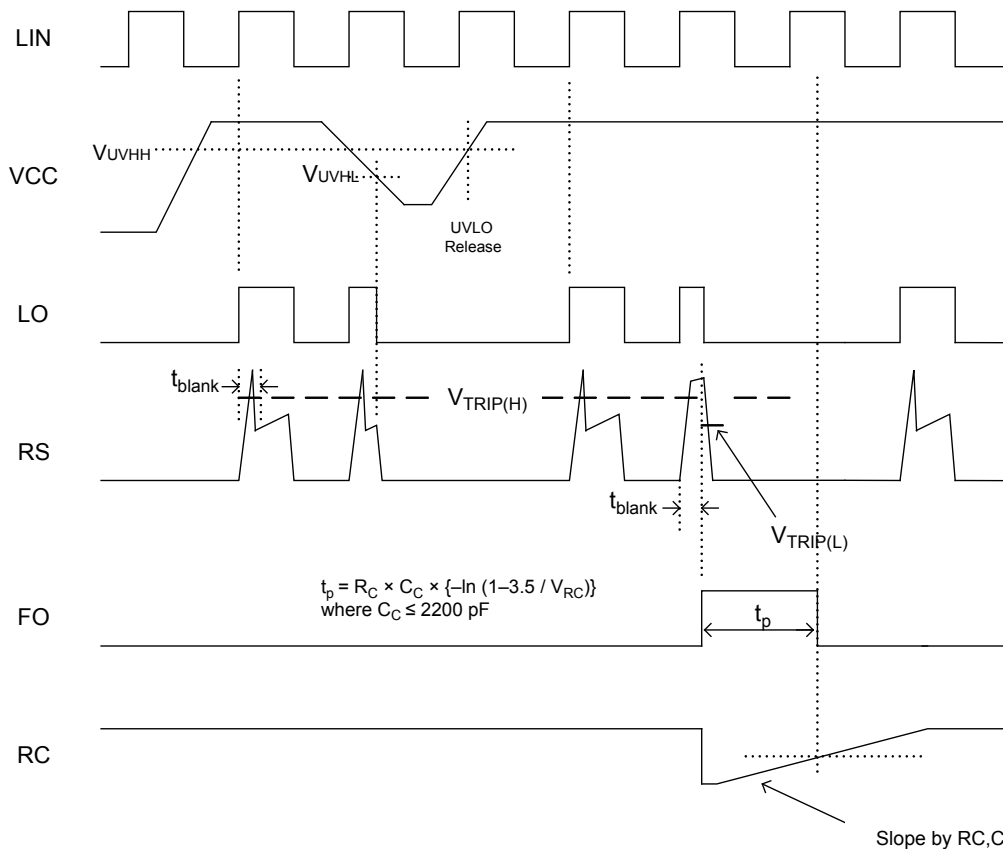 LIN
VUVHH
VCC
VUVHL
UVLO
Release
LO
tblank
VTRIP(H)
RS
tblank
VTRIP(L)
tp = RC × CC × {–ln (1–3.5 / VRC)}
where CC ≤ 2200 pF
FO
tp
RC
Slope by RC,C